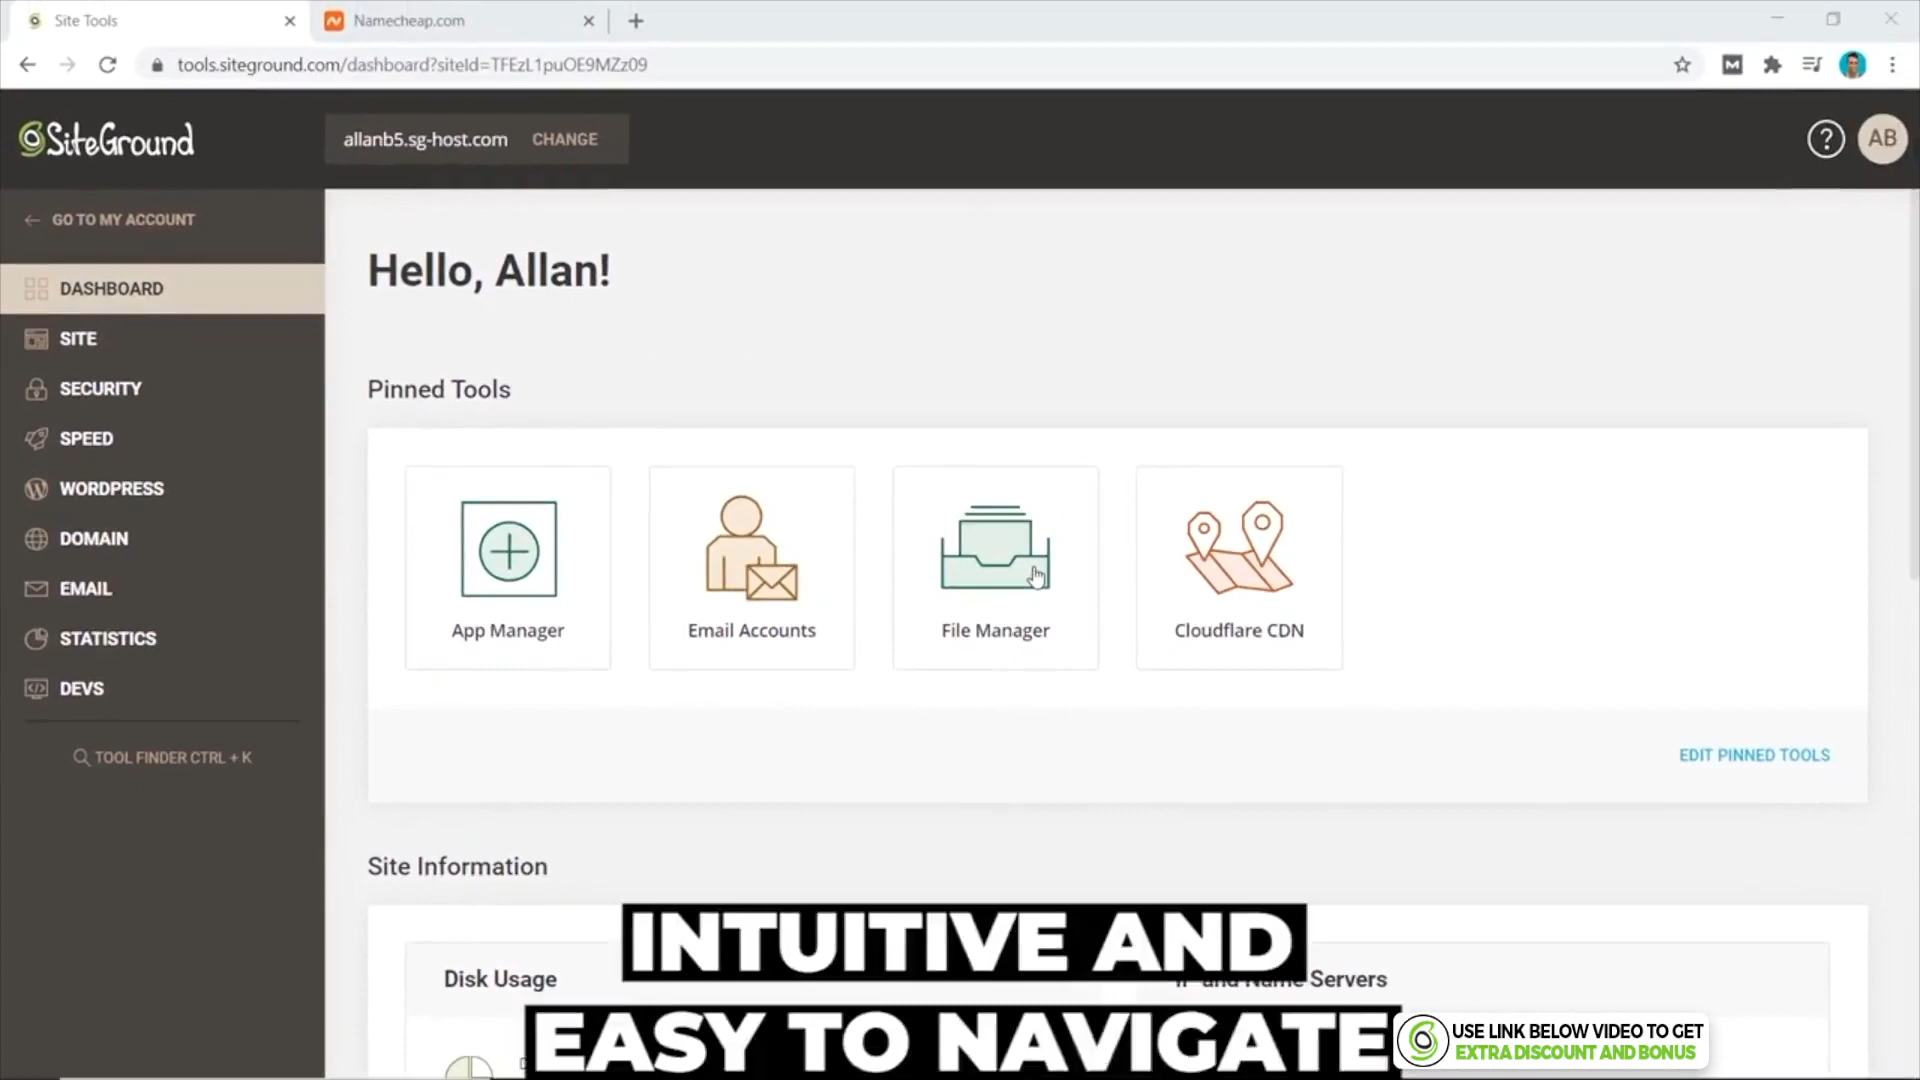 Site Tools
Namecheap.com
tools.siteground.com/dashboard?siteId=TFEzL1puOE9MZz09
SiteGround
allanb5.sg-host.com CHANGE
?
AB
GO TO MY ACCOUNT
DASHBOARD
SITE
SECURITY
SPEED
WORDPRESS
DOMAIN
EMAIL
STATISTICS
DEVS
TOOL FINDER CTRL + K
Hello, Allan!
Pinned Tools
App Manager
Email Accounts
File Manager
Cloudflare CDN
EDIT PINNED TOOLS
Site Information
Disk Usage
and Name Servers
INTUITIVE AND
EASY TO NAVIGATE
USE LINK BELOW VIDEO TO GET
EXTRA DISCOUNT AND BONUS